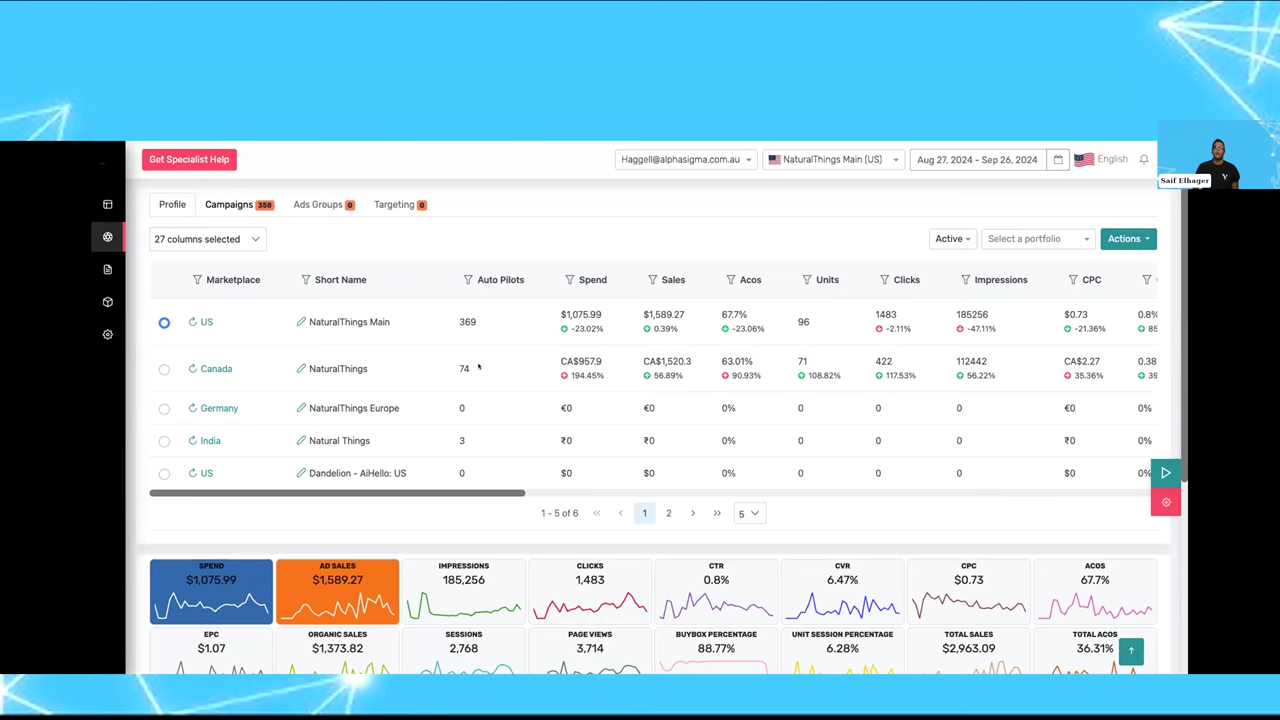 Get Specialist Help
Haggell@alphasigma.com.au
NaturalThings Main (US)
Aug 27, 2024 - Sep 26, 2024
English
Saif Elhager
Profile
Campaigns 358
Ads Groups 0
Targeting 0
27 columns selected
Active
Select a portfolio
Actions
Marketplace Short Name Auto Pilots Spend Sales Acos Units Clicks Impressions CPC
US NaturalThings Main 369 $1,075.99 $1,589.27 67.7% 96 1483 185256 $0.73 0.8%
-23.02% 0.39% -23.06% -2.11% -47.11% -21.36% 85
Canada NaturalThings 74 CA$957.9 CA$1,520.3 63.01% 71 422 112442 CA$2.27 0.38
194.45% 56.89% 90.93% 108.82% 117.53% 56.22% 35.36% 39
Germany NaturalThings Europe 0 €0 €0 0% 0 0 0 €0 0%
India Natural Things 3 ₹0 ₹0 0% 0 0 0 ₹0 0%
US Dandelion - AiHello: US 0 $0 $0 0% 0 0 0 $0 0%
1 - 5 of 6 « ‹ 1 2 › » 5
SPEND AD SALES IMPRESSIONS CLICKS CTR CVR CPC ACOS
$1,075.99 $1,589.27 185,256 1,483 0.8% 6.47% $0.73 67.7%
EPC ORGANIC SALES SESSIONS PAGE VIEWS BUYBOX PERCENTAGE UNIT SESSION PERCENTAGE TOTAL SALES TOTAL ACOS
$1.07 $1,373.82 2,768 3,714 88.77% 6.28% $2,963.09 36.31%